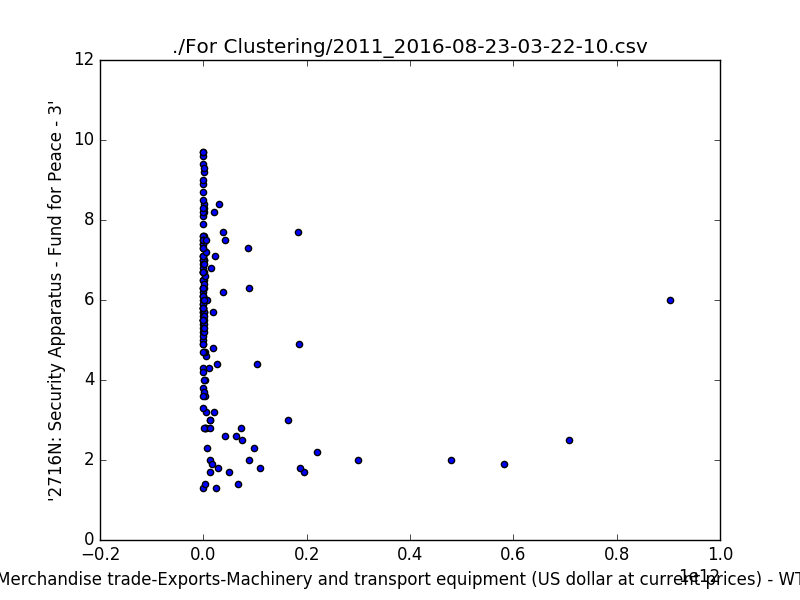 ./For Clustering/2011_2016-08-23-03-22-10.csv
12
10
8
6
4
2
0
'2716N: Security Apparatus - Fund for Peace - 3'
−0.2 0.0 0.2 0.4 0.6 0.8 1.0
1e12
Merchandise trade-Exports-Machinery and transport equipment (US dollar at current prices) - WT